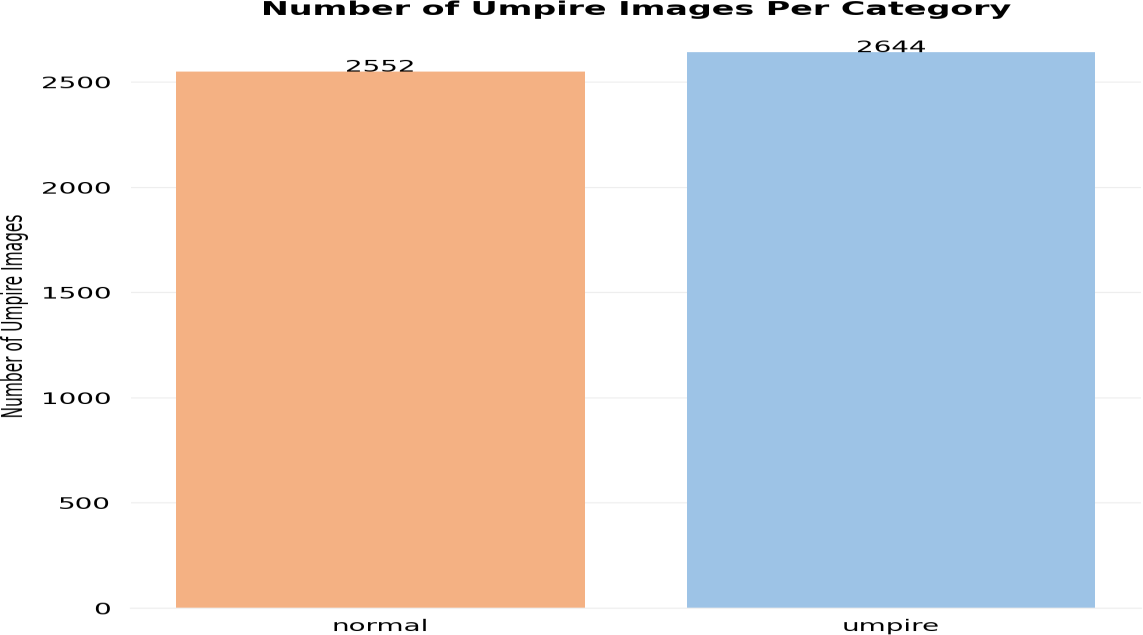 Number of Umpire Images Per Category
2644
2552
2500
2000
1500
1000
500
0
Number of Umpire Images
normal umpire